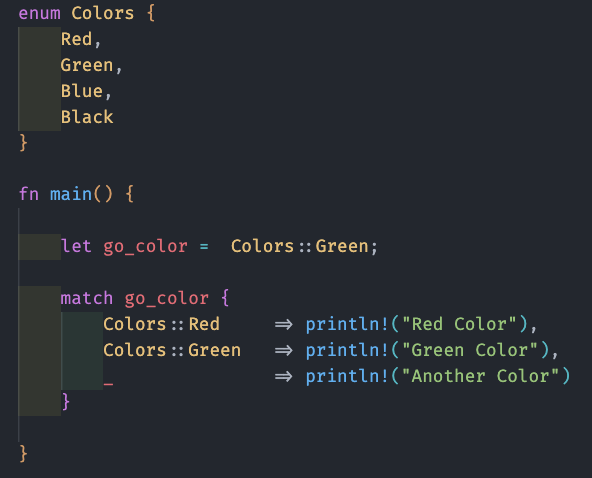 enum Colors {
    Red,
    Green,
    Blue,
    Black
}
fn main() {
    let go_color =  Colors::Green;
    match go_color {
        Colors::Red     => println!("Red Color"),
        Colors::Green   => println!("Green Color"),
        _               => println!("Another Color")
    }
}